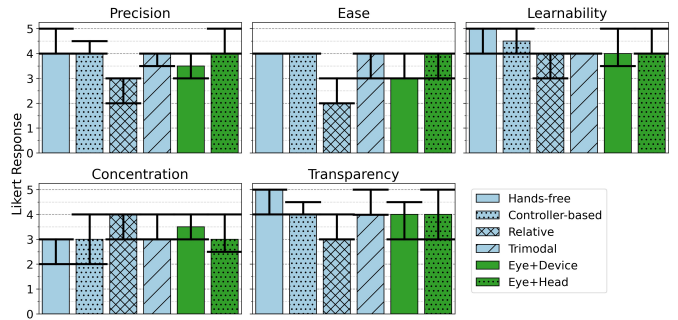 Precision
Ease
Learnability
5
4
3
2
1
0
Likert Response
Concentration
Transparency
5
4
3
2
1
0
Hands-free
Controller-based
Relative
Trimodal
Eye+Device
Eye+Head